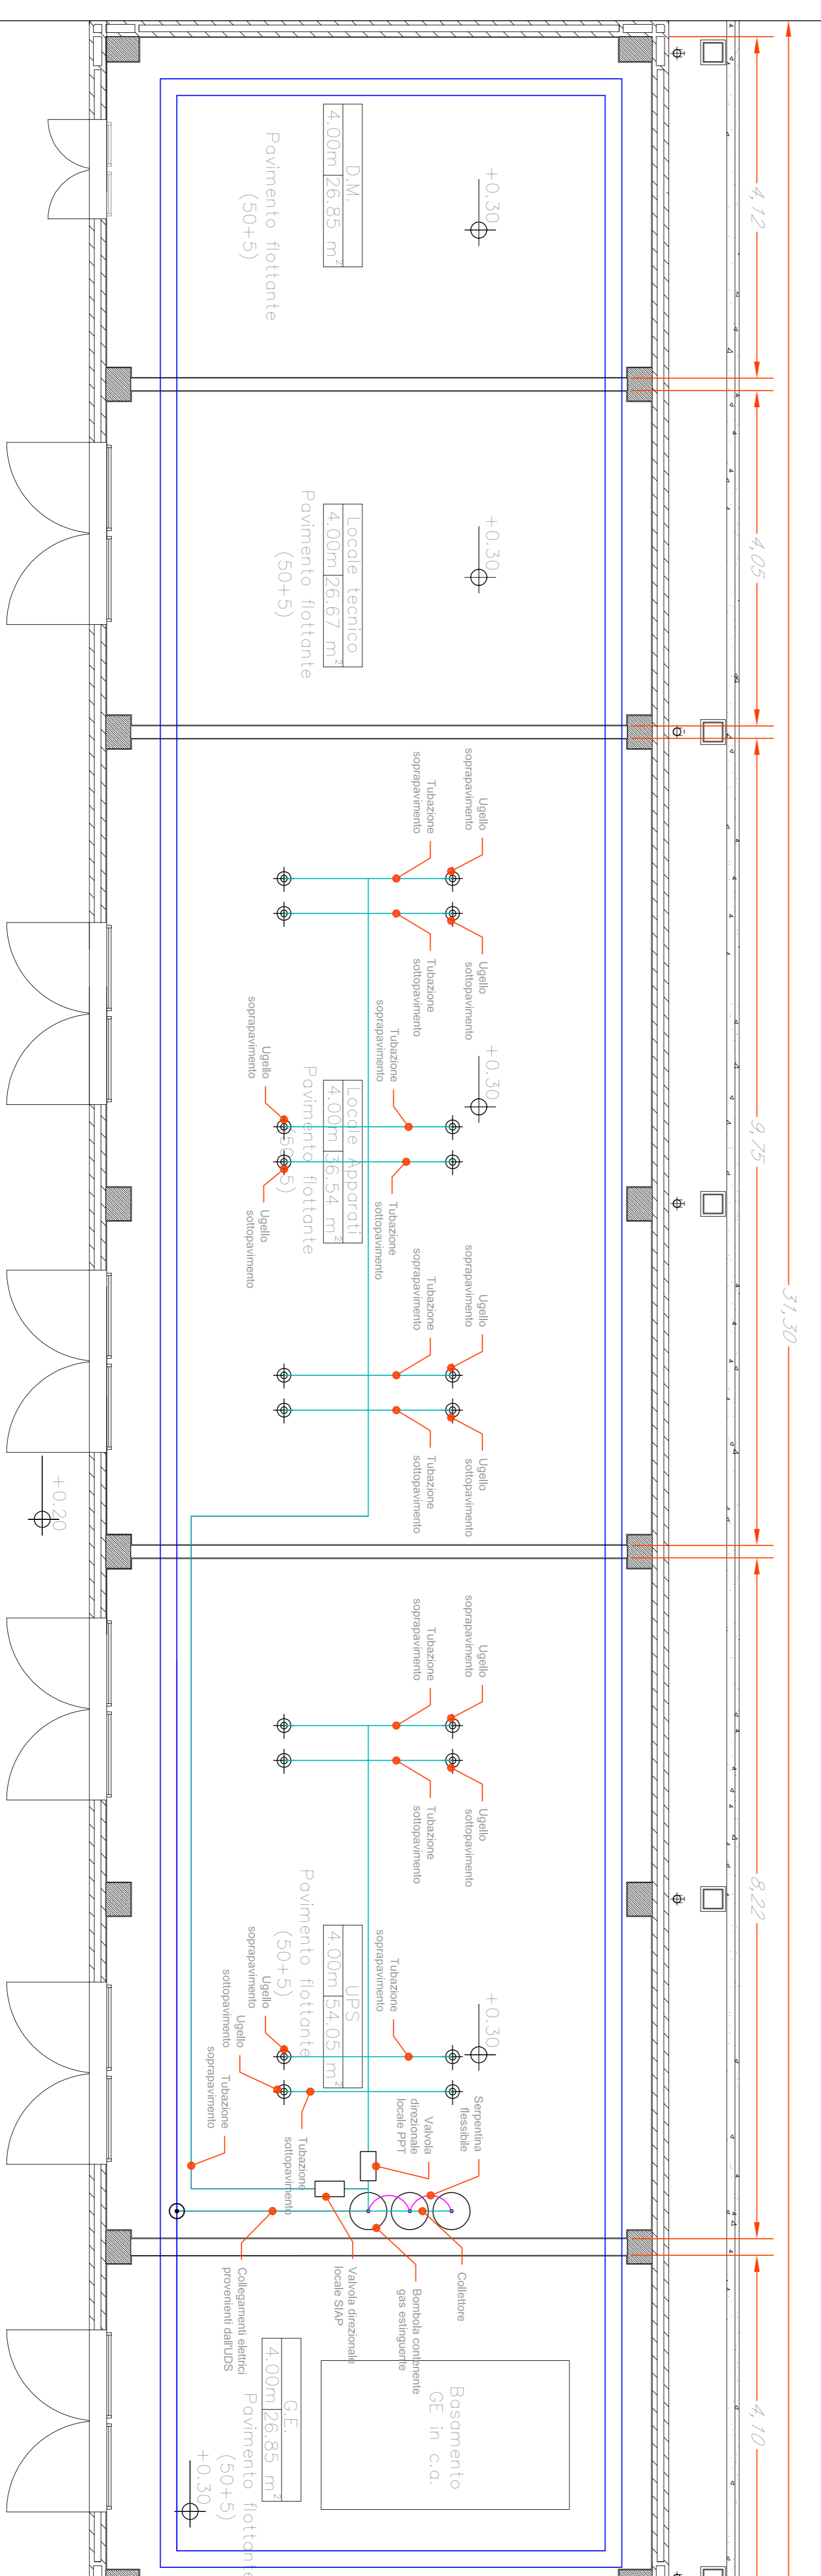 4,12
4,05
9,75
8,22
4,10
31,30
D.M.
4.00m 26.85 m²
Pavimento flottante
(50+5)
+0.30
Locale tecnico
4.00m 26.67 m²
Pavimento flottante
(50+5)
+0.30
Ugello
soprapavimento
Tubazione
soprapavimento
Ugello
sottopavimento
Tubazione
sottopavimento
+0.30
Tubazione
soprapavimento
Ugello
soprapavimento
Locale Apparati
4.00m 36.54 m²
Pavimento flottante
(50+5)
Tubazione
sottopavimento
Ugello
sottopavimento
Ugello
soprapavimento
Tubazione
soprapavimento
Ugello
sottopavimento
Tubazione
sottopavimento
+0.20
Ugello
soprapavimento
Tubazione
soprapavimento
Ugello
sottopavimento
Tubazione
sottopavimento
UPS
4.00m 54.05 m²
Pavimento flottante
(50+5)
+0.30
Tubazione
soprapavimento
Ugello
soprapavimento
Ugello
sottopavimento
Tubazione
soprapavimento
Serpentina
flessibile
Valvola
direzionale
locale PPT
Tubazione
sottopavimento
Collettore
Bombola contenente
gas estinguente
Valvola direzionale
locale SIAP
Collegamenti elettrici
provenienti dall'UDS
Basamento
GE in c.a.
G.E.
4.00m 26.85 m²
Pavimento flottante
(50+5)
+0.30